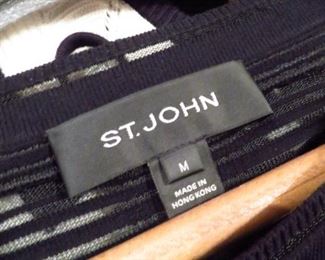 ST. JOHN
M
MADE IN
HONG KONG